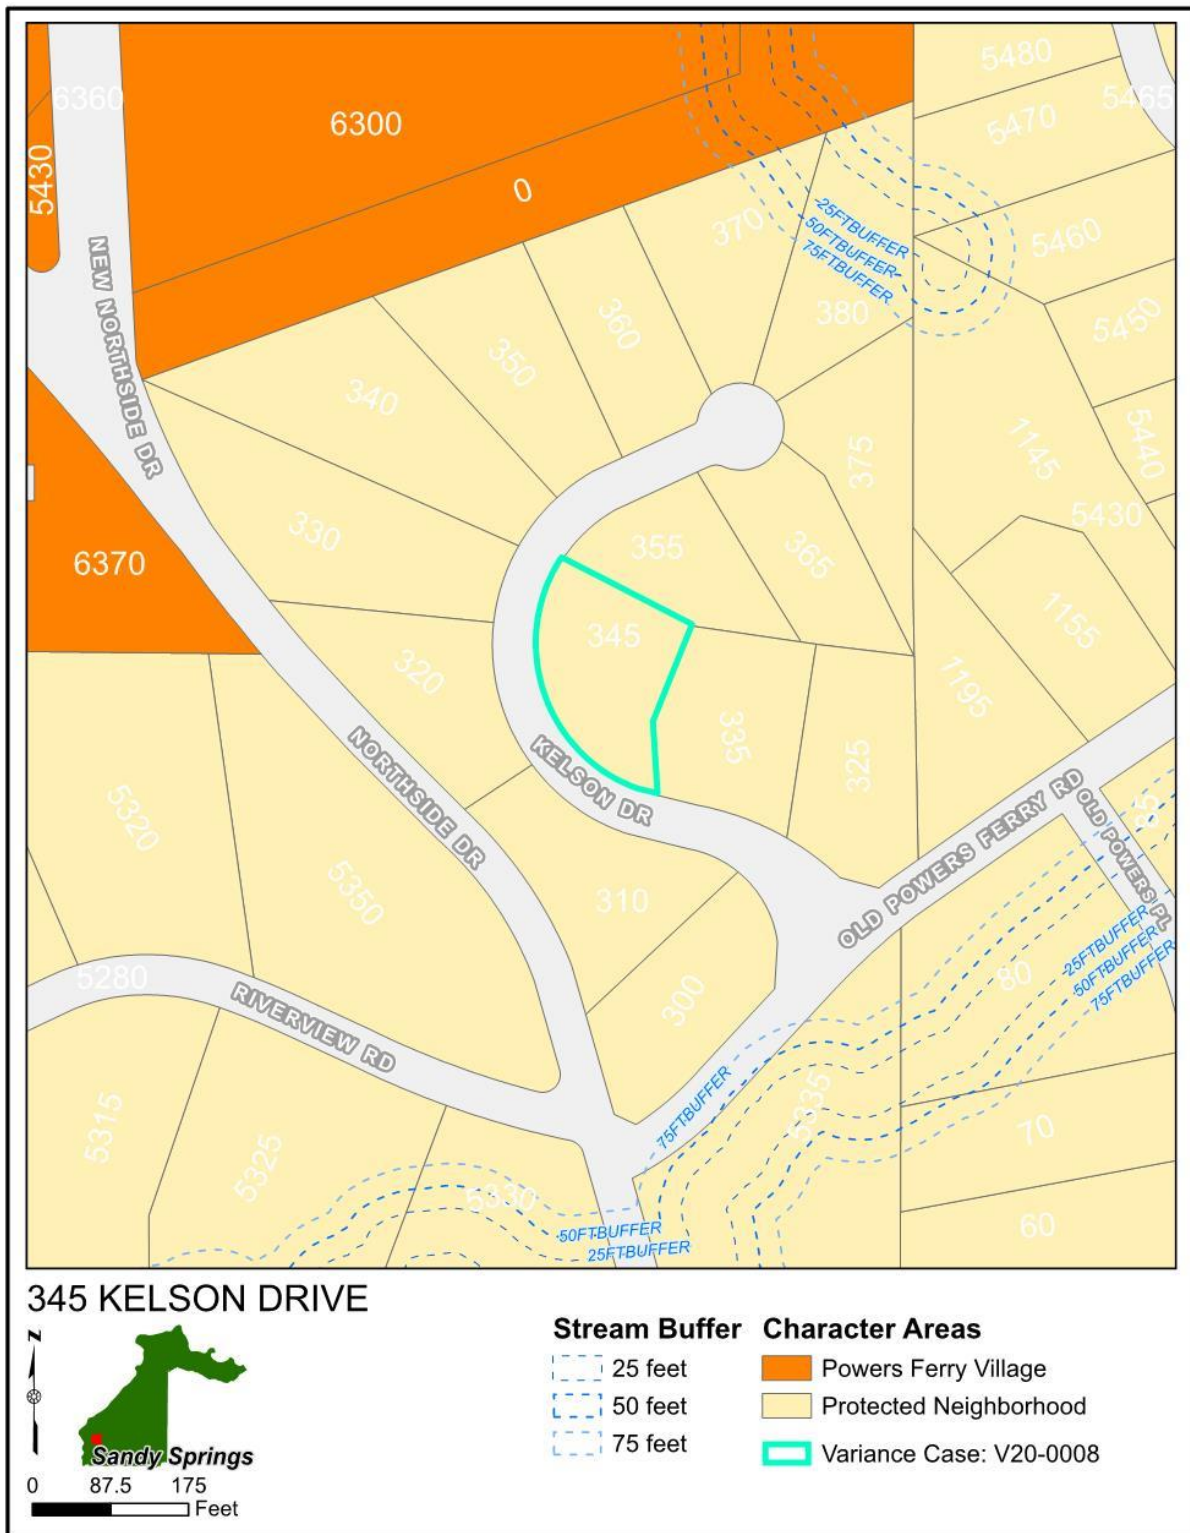 6360
5480
5465
6300
5470
5430
0
NEW NORTHSIDE DR
370
25FTBUFFER
50FTBUFFER
75FTBUFFER
5460
380
5450
360
350
340
375
1145
5440
5430
330
355
365
6370
345
1155
320
335
325
1195
NORTHSIDE DR
KELSON DR
OLD POWERS FERRY RD
OLD POWERS PL
85
5320
5350
310
25FTBUFFER
50FTBUFFER
75FTBUFFER
80
5280
RIVERVIEW RD
300
75FTBUFFER
5335
5315
5325
5330
70
60
50FTBUFFER
25FTBUFFER
345 KELSON DRIVE
N
Sandy Springs
0 87.5 175
Feet
Stream Buffer
25 feet
50 feet
75 feet
Character Areas
Powers Ferry Village
Protected Neighborhood
Variance Case: V20-0008